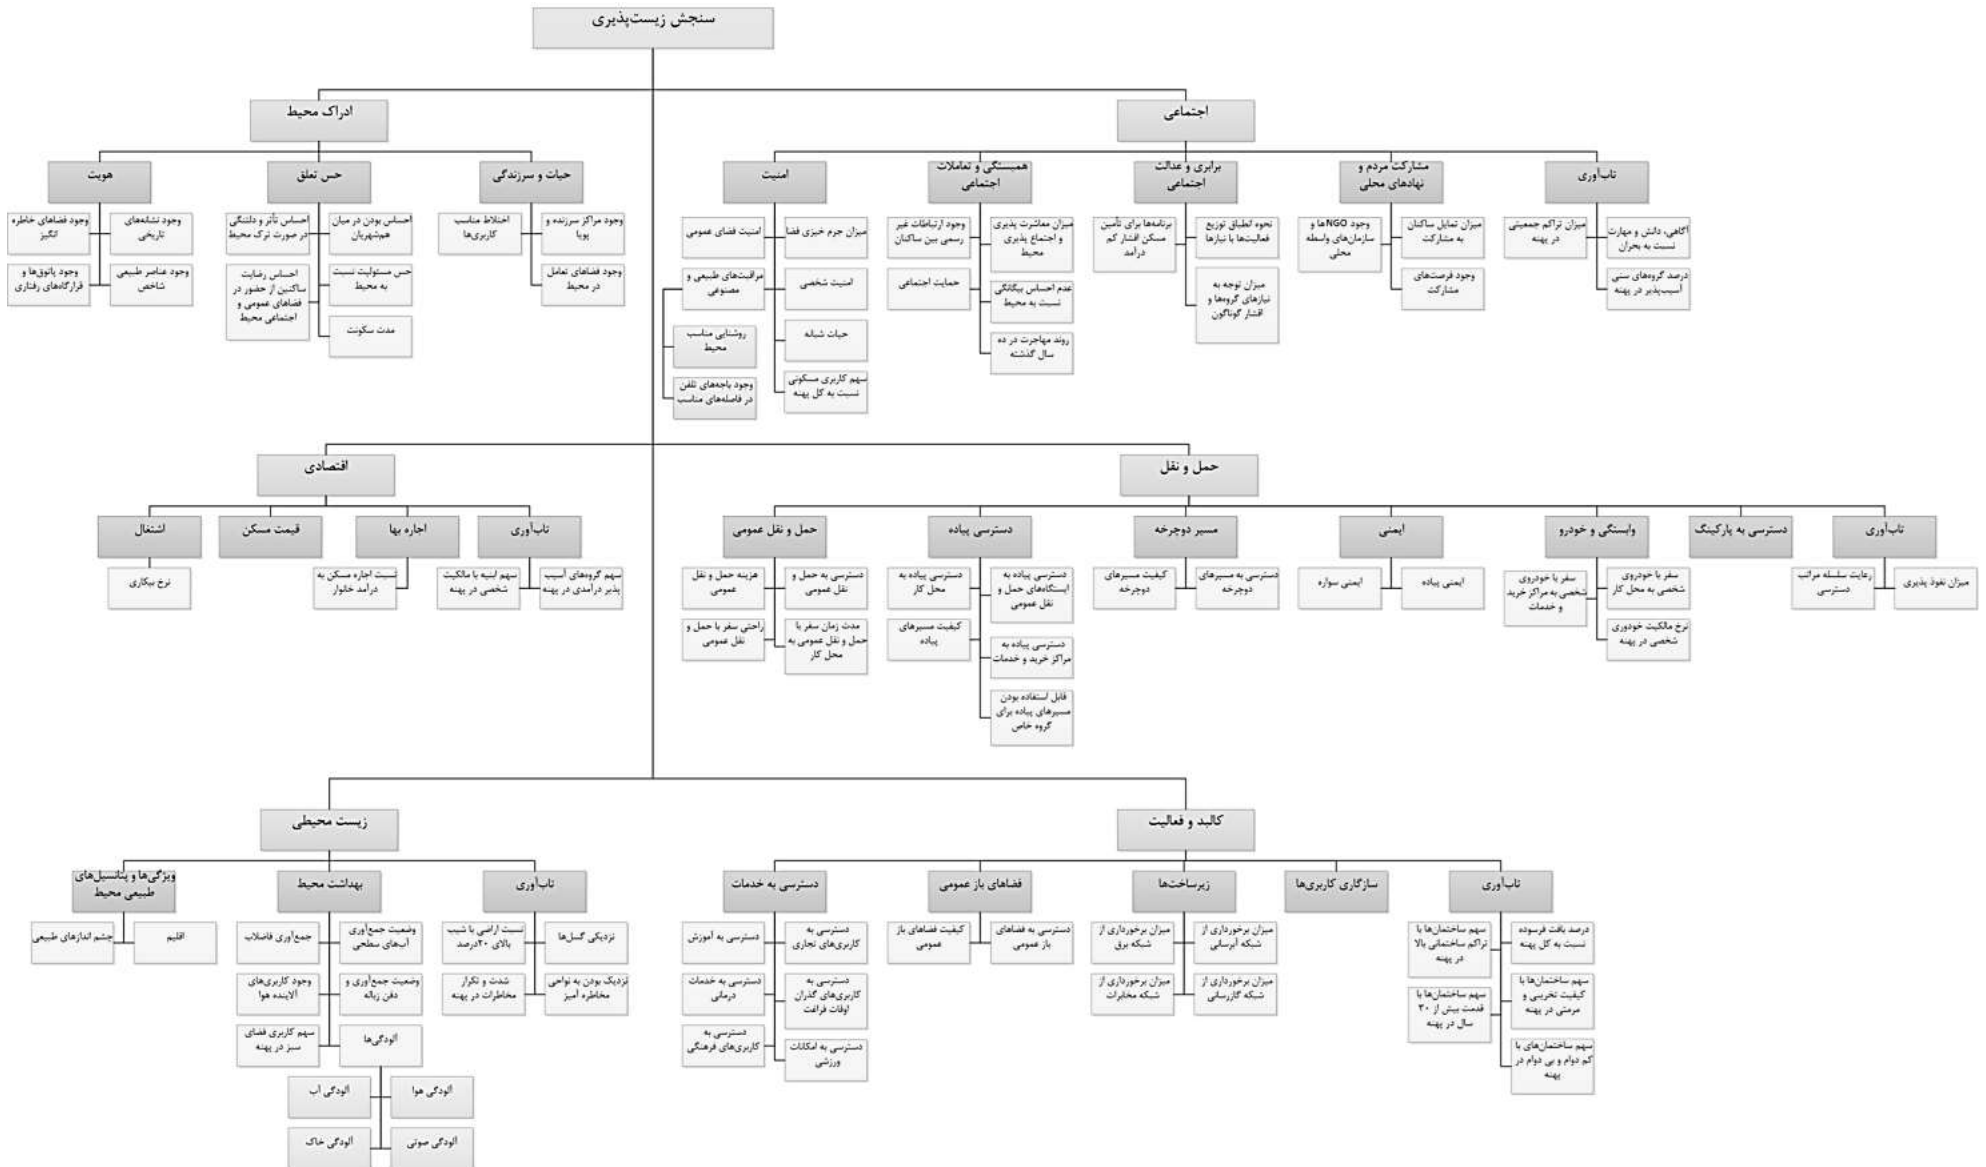 سنجش زیست‌پذیری
اجتماعی
ادراک محیط
تاب‌آوری
مشارکت مردم و
نهادهای محلی
برابری و عدالت
اجتماعی
همبستگی و تعاملات
اجتماعی
امنیت
حیات و سرزندگی
حس تعلق
هویت
آگاهی، دانش و مهارت
نسبت به بحران
میزان تراکم جمعیتی
در پهنه
درصد گروه‌های سنی
آسیب‌پذیر در پهنه
میزان تمایل ساکنان
به مشارکت
وجود NGOها و
سازمان‌های واسطه
محلی
وجود فرصت‌های
مشارکت
نحوه انطباق توزیع
فعالیت‌ها با نیازها
برنامه‌ها برای تأمین
مسکن اقشار کم
درآمد
میزان توجه به
نیازهای گروه‌ها و
اقشار گوناگون
میزان معاشرت پذیری
و اجتماع پذیری
محیط
وجود ارتباطات غیر
رسمی بین ساکنان
عدم احساس بیگانگی
نسبت به محیط
حمایت اجتماعی
روند مهاجرت در ده
سال گذشته
میزان جرم خیزی فضا
امنیت فضای عمومی
امنیت شخصی
مراقبت‌های طبیعی و
مصنوعی
حیات شبانه
روشنایی مناسب
محیط
سهم کاربری مسکونی
نسبت به کل پهنه
وجود باجه‌های تلفن
در فاصله‌های مناسب
وجود مراکز سرزنده و
پویا
اختلاط مناسب
کاربری‌ها
وجود فضاهای تعامل
در محیط
احساس بودن در میان
هم‌شهریان
احساس تأثر و دلتنگی
در صورت ترک محیط
حس مسئولیت نسبت
به محیط
احساس رضایت
ساکنین از حضور در
فضاهای عمومی و
اجتماعی محیط
مدت سکونت
وجود نشانه‌های
تاریخی
وجود فضاهای خاطره
انگیز
وجود عناصر طبیعی
شاخص
وجود پاتوق‌ها و
قرارگاه‌های رفتاری
حمل و نقل
اقتصادی
تاب‌آوری
دسترسی به پارکینگ
وابستگی و خودرو
ایمنی
مسیر دوچرخه
دسترسی پیاده
حمل و نقل عمومی
تاب‌آوری
اجاره بها
قیمت مسکن
اشتغال
میزان نفوذ پذیری
رعایت سلسله مراتب
دسترسی
سفر با خودروی
شخصی به محل کار
سفر با خودروی
شخصی به مراکز خرید
و خدمات
نرخ مالکیت خودوری
شخصی در پهنه
ایمنی پیاده
ایمنی سواره
دسترسی به مسیرهای
دوچرخه
کیفیت مسیرهای
دوچرخه
دسترسی پیاده به
ایستگاه‌های حمل و
نقل عمومی
دسترسی پیاده به
محل کار
دسترسی پیاده به
مراکز خرید و خدمات
کیفیت مسیرهای
پیاده
قابل استفاده بودن
مسیرهای پیاده برای
گروه خاص
دسترسی به حمل و
نقل عمومی
هزینه حمل و نقل
عمومی
مدت زمان سفر با
حمل و نقل عمومی به
محل کار
راحتی سفر با حمل و
نقل عمومی
سهم گروه‌های آسیب
پذیر درآمدی در پهنه
سهم ابنیه با مالکیت
شخصی در پهنه
نسبت اجاره مسکن به
درآمد خانوار
نرخ بیکاری
کالبد و فعالیت
زیست محیطی
تاب‌آوری
سازگاری کاربری‌ها
زیرساخت‌ها
فضاهای باز عمومی
دسترسی به خدمات
تاب‌آوری
بهداشت محیط
ویژگی‌ها و پتانسیل‌های
طبیعی محیط
درصد بافت فرسوده
نسبت به کل پهنه
سهم ساختمان‌ها با
تراکم ساختمانی بالا
در پهنه
سهم ساختمان‌ها با
کیفیت تخریبی و
مرمتی در پهنه
سهم ساختمان‌ها با
قدمت بیش از ۳۰
سال در پهنه
سهم ساختمان‌های با
کم دوام و بی دوام در
پهنه
میزان برخورداری از
شبکه آبرسانی
میزان برخورداری از
شبکه برق
میزان برخورداری از
شبکه گازرسانی
میزان برخورداری از
شبکه مخابرات
دسترسی به فضاهای
باز عمومی
کیفیت فضاهای باز
عمومی
دسترسی به
کاربری‌های تجاری
دسترسی به آموزش
دسترسی به
کاربری‌های گذران
اوقات فراغت
دسترسی به خدمات
درمانی
دسترسی به امکانات
ورزشی
دسترسی به
کاربری‌های فرهنگی
نزدیکی گسل‌ها
نسبت اراضی با شیب
بالای ۲۰درصد
نزدیک بودن به نواحی
مخاطره آمیز
شدت و تکرار
مخاطرات در پهنه
وضعیت جمع‌آوری
آب‌های سطحی
جمع‌آوری فاضلاب
وضعیت جمع‌آوری و
دفن زباله
وجود کاربری‌های
آلاینده هوا
آلودگی‌ها
سهم کاربری فضای
سبز در پهنه
آلودگی هوا
آلودگی آب
آلودگی صوتی
آلودگی خاک
اقلیم
چشم اندازهای طبیعی